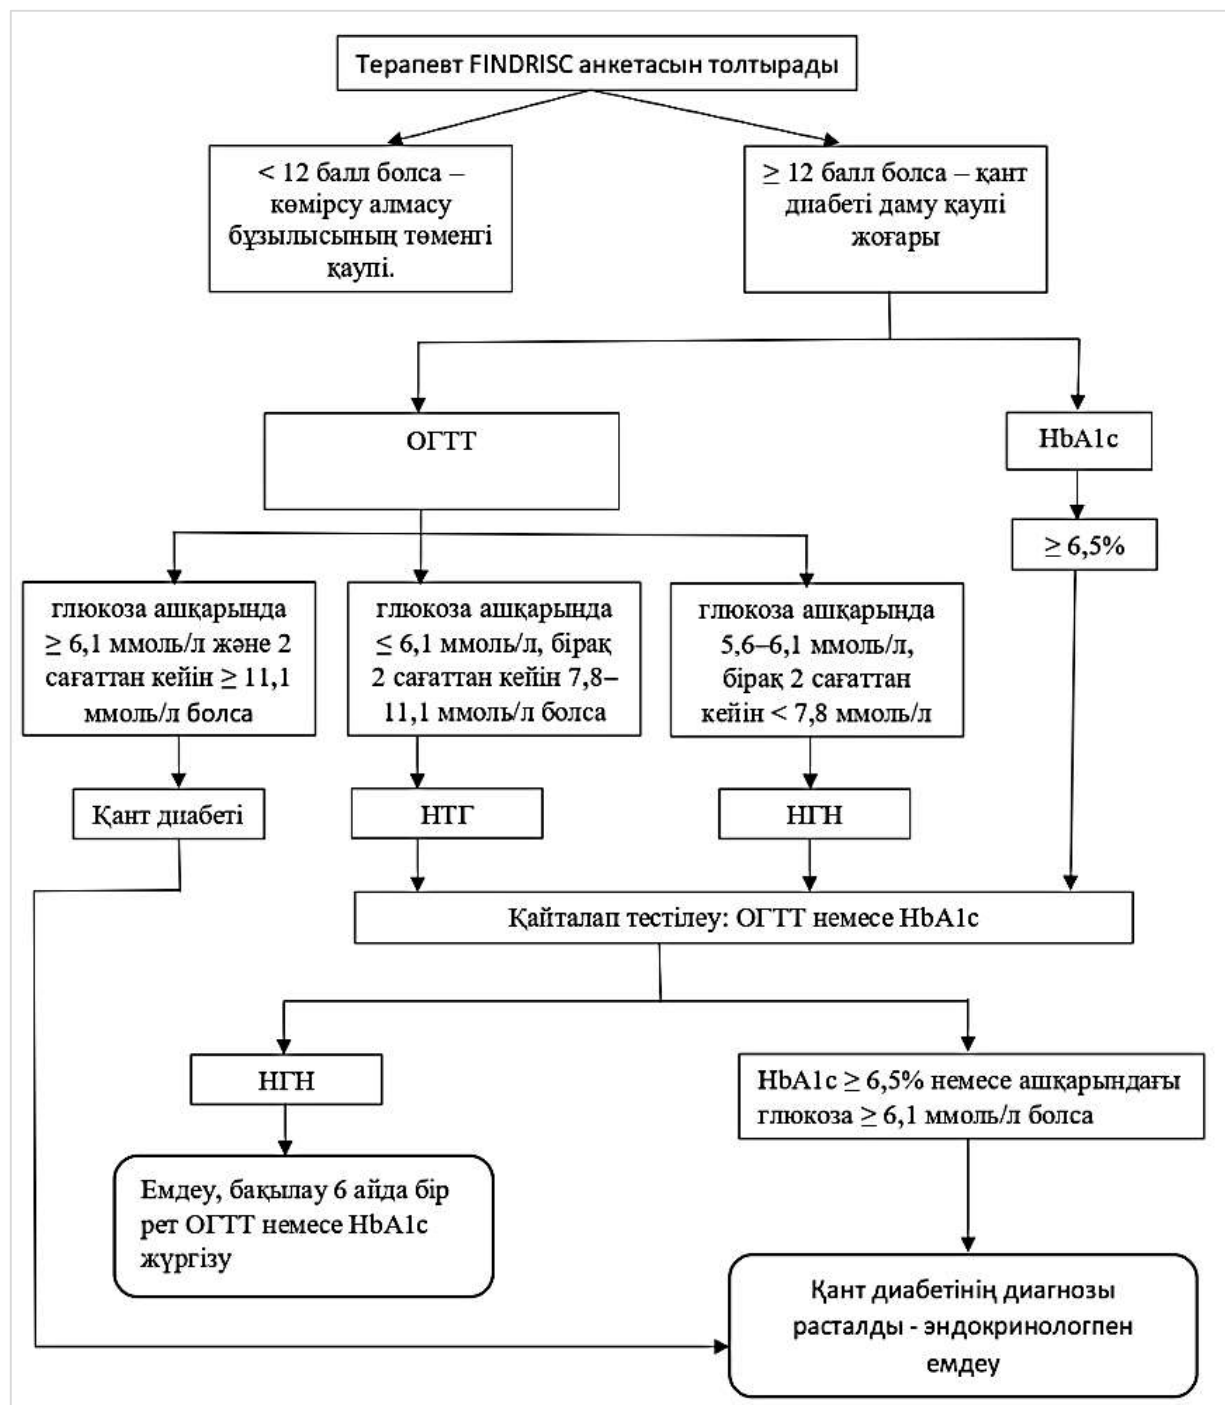 Терапевт FINDRISC анкетасын толтырады
< 12 балл болса –
көмірсу алмасу
бұзылысының төменгі
қаупі.
≥ 12 балл болса – қант
диабеті даму қаупі
жоғары
ОГТТ
HbA1c
≥ 6,5%
глюкоза ашқарында
≥ 6,1 ммоль/л және 2
сағаттан кейін ≥ 11,1
ммоль/л болса
глюкоза ашқарында
≤ 6,1 ммоль/л, бірақ
2 сағаттан кейін 7,8–
11,1 ммоль/л болса
глюкоза ашқарында
5,6–6,1 ммоль/л,
бірақ 2 сағаттан
кейін < 7,8 ммоль/л
Қант диабеті
НТГ
НГН
Қайталап тестілеу: ОГТТ немесе HbA1c
НГН
HbA1c ≥ 6,5% немесе ашқарындағы
глюкоза ≥ 6,1 ммоль/л болса
Емдеу, бақылау 6 айда бір
рет ОГТТ немесе HbA1c
жүргізу
Қант диабетінің диагнозы
расталды - эндокринологпен
емдеу